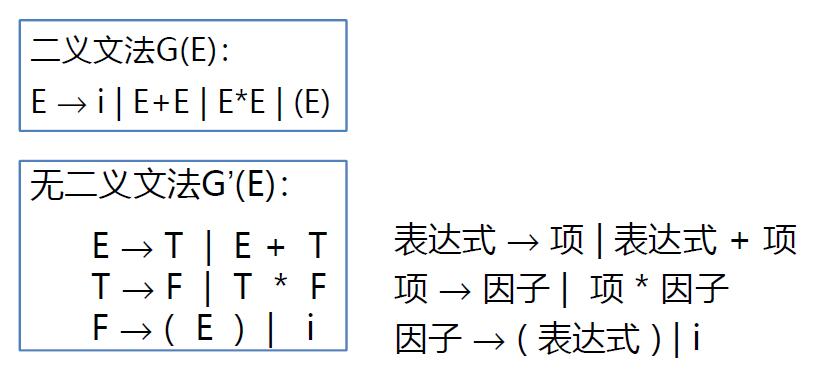 二义文法G(E)：
E → i | E+E | E*E | (E)
无二义文法G’(E)：
E → T | E + T
T → F | T * F
F → ( E ) | i
表达式 → 项 | 表达式 + 项
项 → 因子 | 项 * 因子
因子 → ( 表达式 ) | i